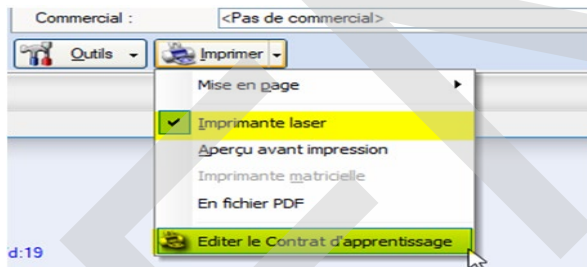 Commercial :
<Pas de commercial>
Outils
Imprimer
Mise en page
Imprimante laser
Aperçu avant impression
Imprimante matricielle
En fichier PDF
Editer le Contrat d'apprentissage
d:19